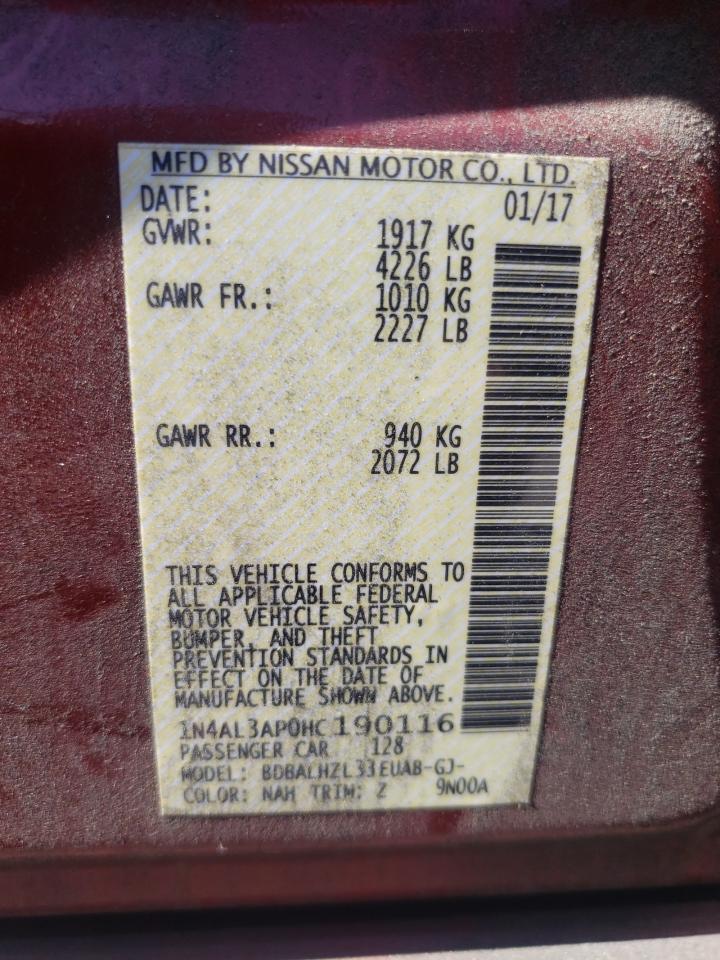 MFD BY NISSAN MOTOR CO., LTD.
DATE: 01/17
GVWR: 1917 KG
4226 LB
GAWR FR.: 1010 KG
2227 LB
GAWR RR.: 940 KG
2072 LB
THIS VEHICLE CONFORMS TO
ALL APPLICABLE FEDERAL
MOTOR VEHICLE SAFETY,
BUMPER, AND THEFT
PREVENTION STANDARDS IN
EFFECT ON THE DATE OF
MANUFACTURE SHOWN ABOVE.
1N4AL3AP0HC190116
PASSENGER CAR 128
MODEL: BDBALHZL33EUAB-GJ-
COLOR: NAH TRIM: Z 9N00A